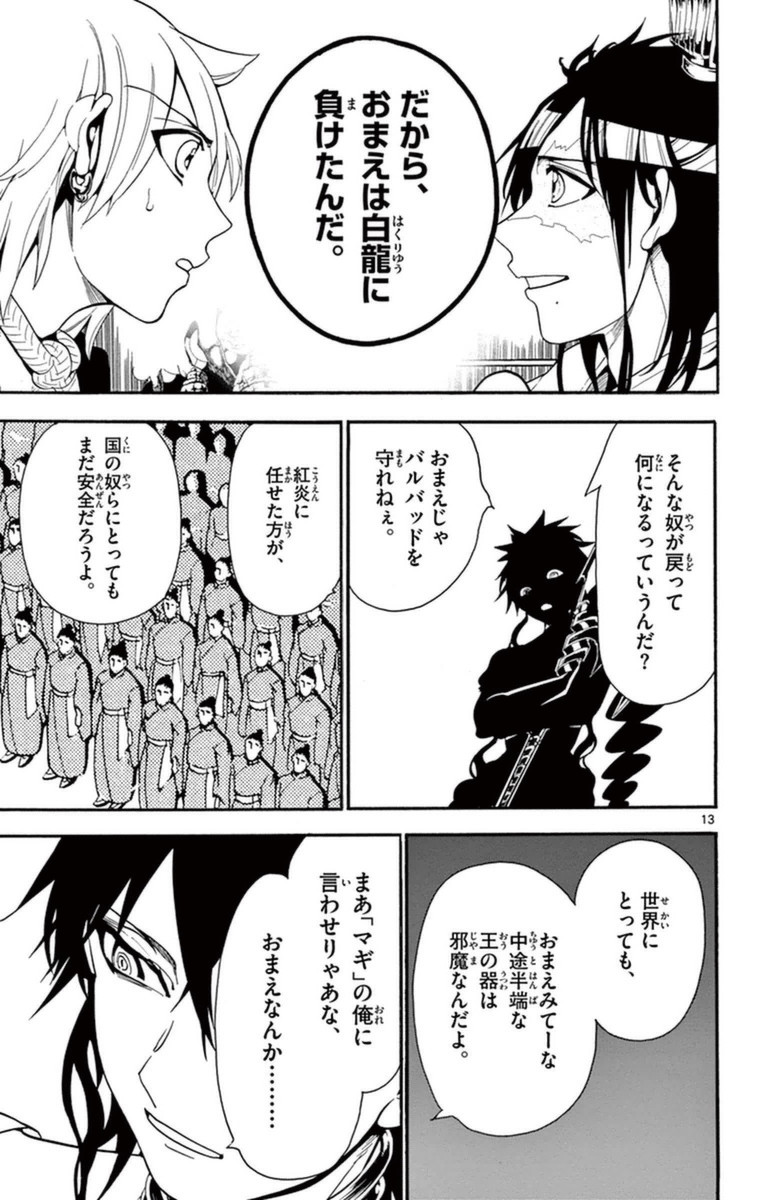 だから、
おまえは白龍に
負けたんだ。
そんな奴が戻って
何になるっていうんだ?
おまえじゃ
バルバッドを
守れねぇ。
紅炎に
任せた方が、
国の奴らにとっても
まだ安全だろうよ。
13
世界に
とっても、
おまえみてーな
中途半端な
王の器は
邪魔なんだよ。
まあ「マギ」の俺に
言わせりゃあな、
おまえなんか………